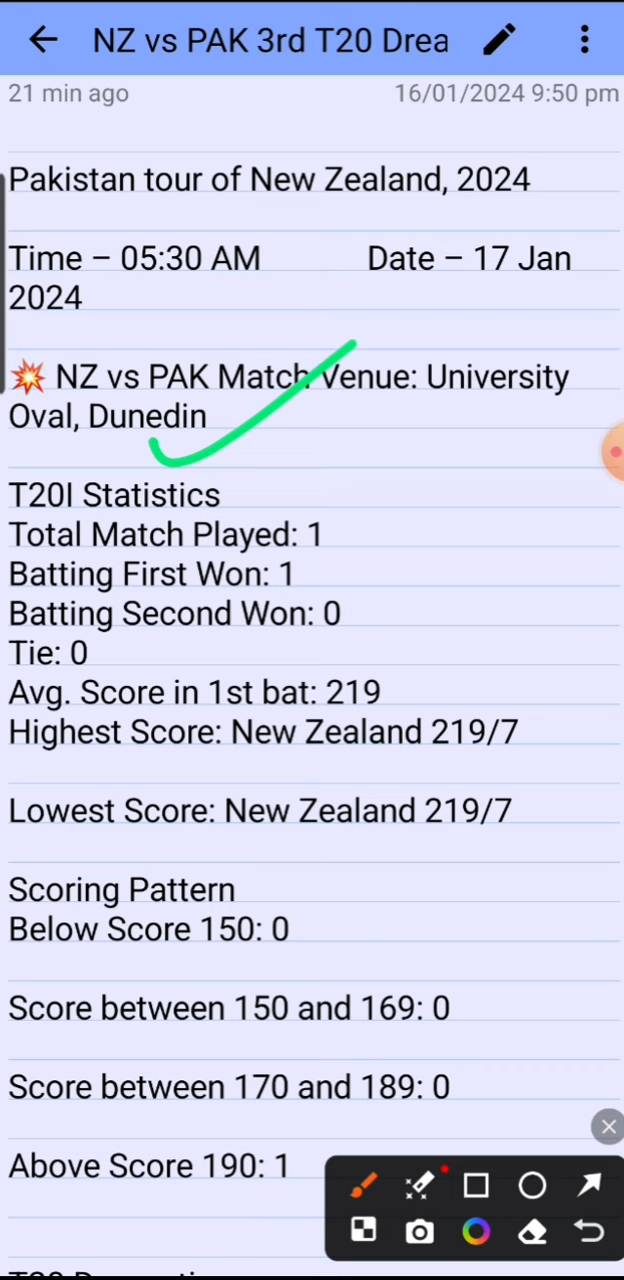 NZ vs PAK 3rd T20 Drea
21 min ago 16/01/2024 9:50 pm
Pakistan tour of New Zealand, 2024
Time – 05:30 AM Date – 17 Jan
2024
💥 NZ vs PAK Match Venue: University
Oval, Dunedin
T20I Statistics
Total Match Played: 1
Batting First Won: 1
Batting Second Won: 0
Tie: 0
Avg. Score in 1st bat: 219
Highest Score: New Zealand 219/7
Lowest Score: New Zealand 219/7
Scoring Pattern
Below Score 150: 0
Score between 150 and 169: 0
Score between 170 and 189: 0
Above Score 190: 1